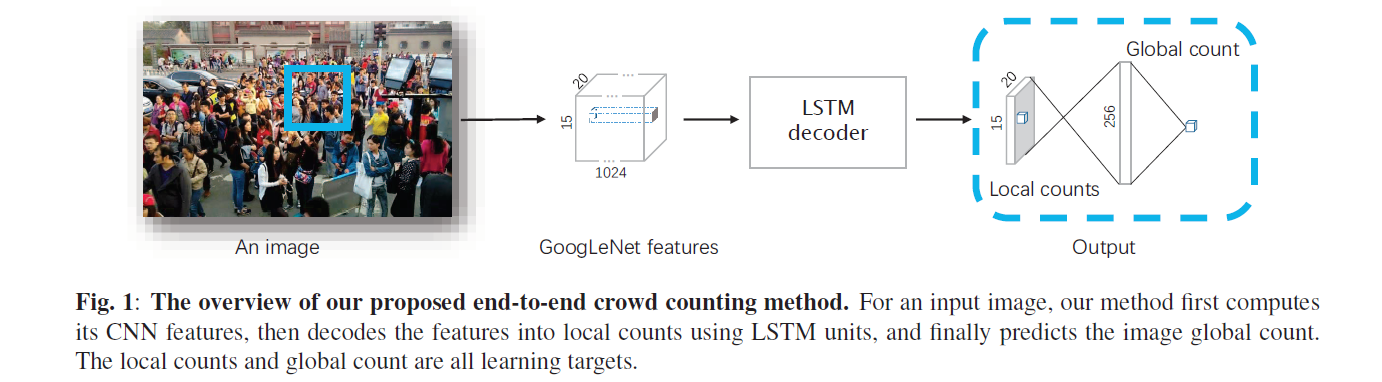 20
15
1024
LSTM
decoder
20
15
256
Global count
Local counts
An image
GoogLeNet features
Output
Fig. 1: The overview of our proposed end-to-end crowd counting method. For an input image, our method first computes
its CNN features, then decodes the features into local counts using LSTM units, and finally predicts the image global count.
The local counts and global count are all learning targets.